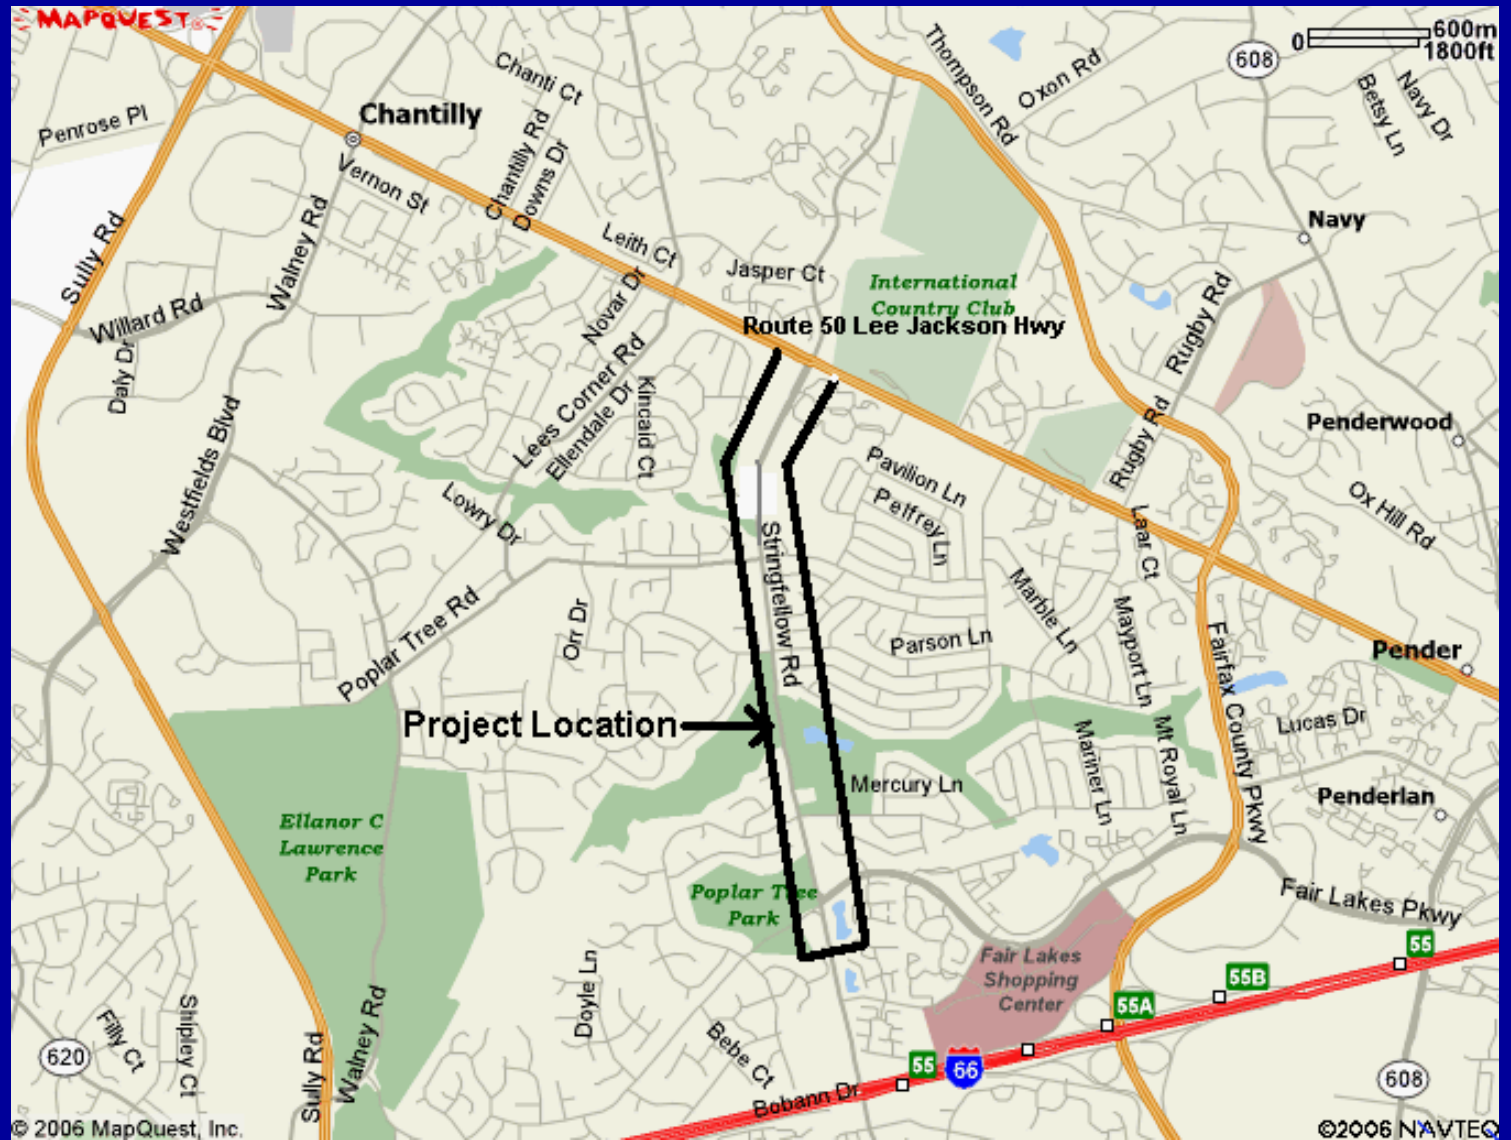 MAPQUEST
0 600m
1800ft
608
Thompson Rd
Oxon Rd
Betsy Ln
Navy Dr
Chanti Ct
Chantilly
Penrose Pl
Vernon St
Chantilly Rd
Downs Dr
Sully Rd
Walney Rd
Leith Ct
Jasper Ct
Navy
International
Country Club
Novar Dr
Willard Rd
Route 50 Lee Jackson Hwy
Rugby Rd
Daly Dr
Lees Corner Rd
Ellendale Dr
Kincaid Ct
Westfields Blvd
Rugby Rd
Penderwood
Pavilion Ln
Petfrey Ln
Lowry Dr
Laar Ct
Ox Hill Rd
Stringfellow Rd
Marble Ln
Mayport Ln
Poplar Tree Rd
Orr Dr
Parson Ln
Fairfax County Pkwy
Pender
Project Location
Mariner Ln
Mt Royal Ln
Lucas Dr
Mercury Ln
Penderlan
Ellanor C
Lawrence
Park
Poplar Tree
Park
Fair Lakes Pkwy
Fair Lakes
Shopping
Center
55
55B
55A
Doyle Ln
Filly Ct
Shipley Ct
Sully Rd
Walney Rd
Bebe Ct
620
55
66
608
Bobann Dr
© 2006 MapQuest, Inc.
©2006 NAVTEQ